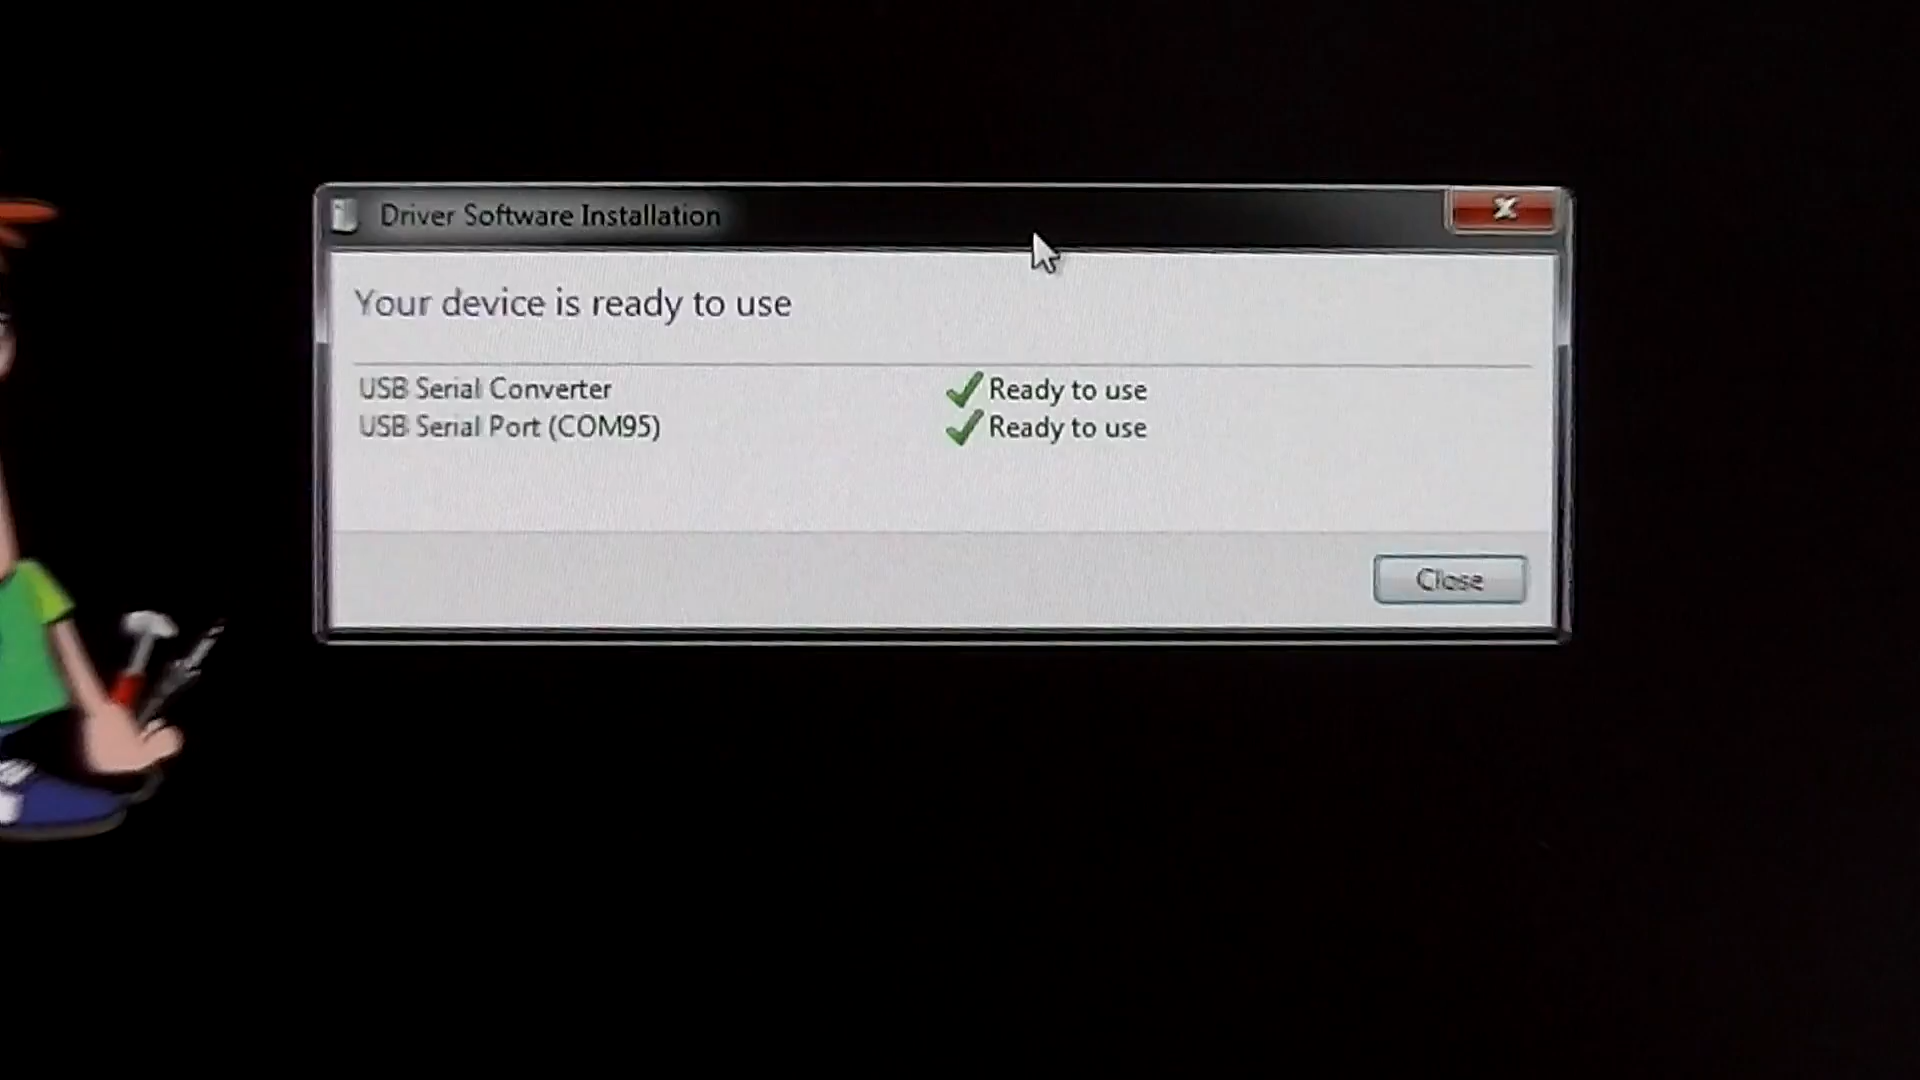 Driver Software Installation
Your device is ready to use
USB Serial Converter Ready to use
USB Serial Port (COM95) Ready to use
Close